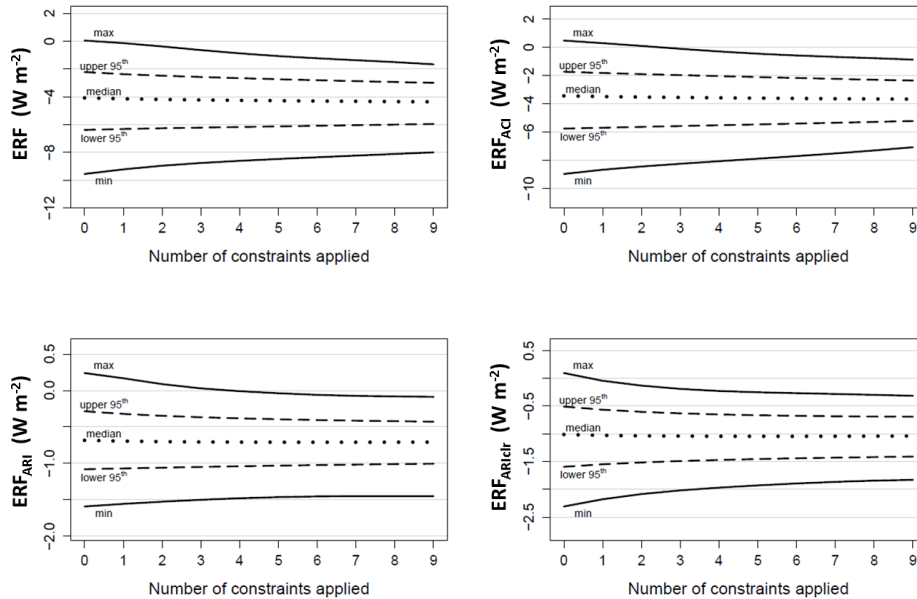 ERF (W m⁻²)
2
0
−4
−8
−12
max
upper 95ᵗʰ
median
lower 95ᵗʰ
min
0 1 2 3 4 5 6 7 8 9
Number of constraints applied
ERF_ACI (W m⁻²)
2
0
−2
−6
−10
max
upper 95ᵗʰ
median
lower 95ᵗʰ
min
0 1 2 3 4 5 6 7 8 9
Number of constraints applied
ERF_ARI (W m⁻²)
0.5
0.0
−1.0
−2.0
max
upper 95ᵗʰ
median
lower 95ᵗʰ
min
0 1 2 3 4 5 6 7 8 9
Number of constraints applied
ERF_ARIclr (W m⁻²)
0.5
−0.5
−1.5
−2.5
max
upper 95ᵗʰ
median
lower 95ᵗʰ
min
0 1 2 3 4 5 6 7 8 9
Number of constraints applied